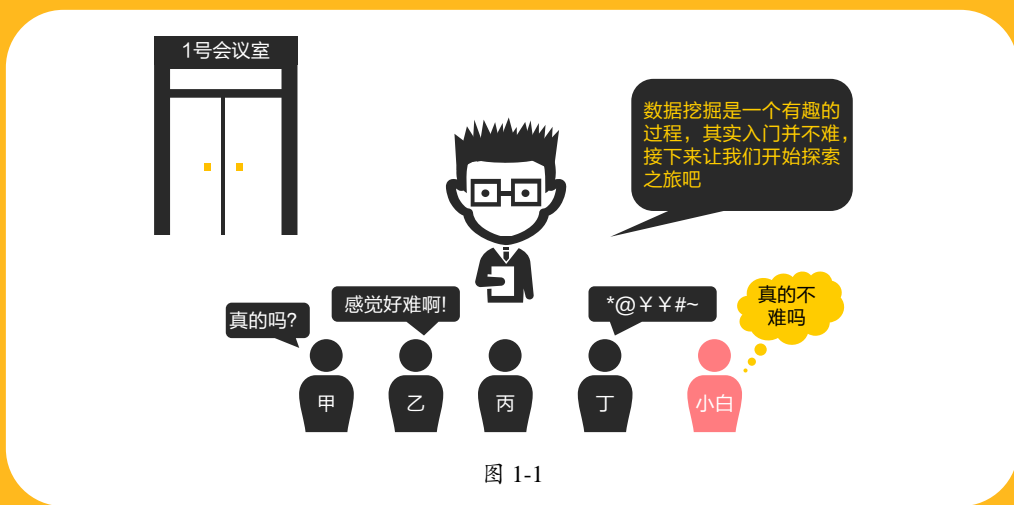 1号会议室
数据挖掘是一个有趣的
过程，其实入门并不难，
接下来让我们开始探索
之旅吧
真的吗？
感觉好难啊!
*@￥￥#~
真的不
难吗
甲
乙
丙
丁
小白
图 1-1